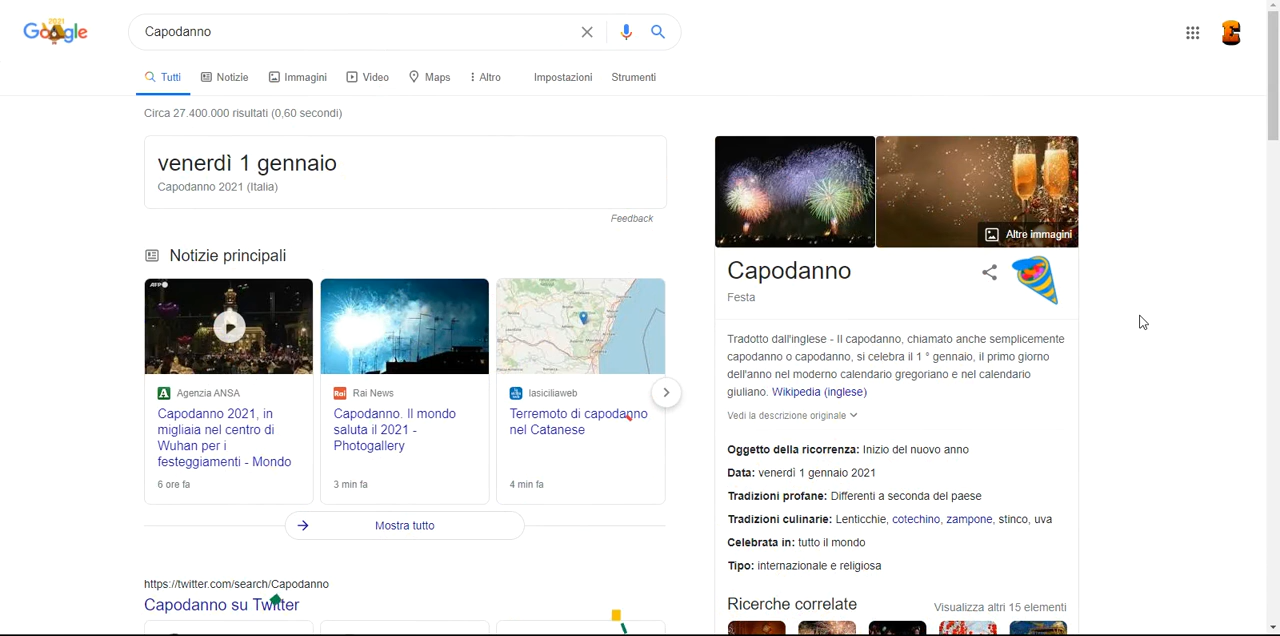 2021
Google
Capodanno
Tutti Notizie Immagini Video Maps Altro Impostazioni Strumenti
Circa 27.400.000 risultati (0,60 secondi)
venerdì 1 gennaio
Capodanno 2021 (Italia)
Feedback
Notizie principali
AFP
Agenzia ANSA
Capodanno 2021, in
migliaia nel centro di
Wuhan per i
festeggiamenti - Mondo
6 ore fa
Rai
Rai News
Capodanno. Il mondo
saluta il 2021 -
Photogallery
3 min fa
lasiciliaweb
Terremoto di capodanno
nel Catanese
4 min fa
Mostra tutto
https://twitter.com/search/Capodanno
Capodanno su Twitter
Altre immagini
Capodanno
Festa
Tradotto dall'inglese - Il capodanno, chiamato anche semplicemente
capodanno o capodanno, si celebra il 1 ° gennaio, il primo giorno
dell'anno nel moderno calendario gregoriano e nel calendario
giuliano. Wikipedia (inglese)
Vedi la descrizione originale
Oggetto della ricorrenza: Inizio del nuovo anno
Data: venerdì 1 gennaio 2021
Tradizioni profane: Differenti a seconda del paese
Tradizioni culinarie: Lenticchie, cotechino, zampone, stinco, uva
Celebrata in: tutto il mondo
Tipo: internazionale e religiosa
Ricerche correlate
Visualizza altri 15 elementi